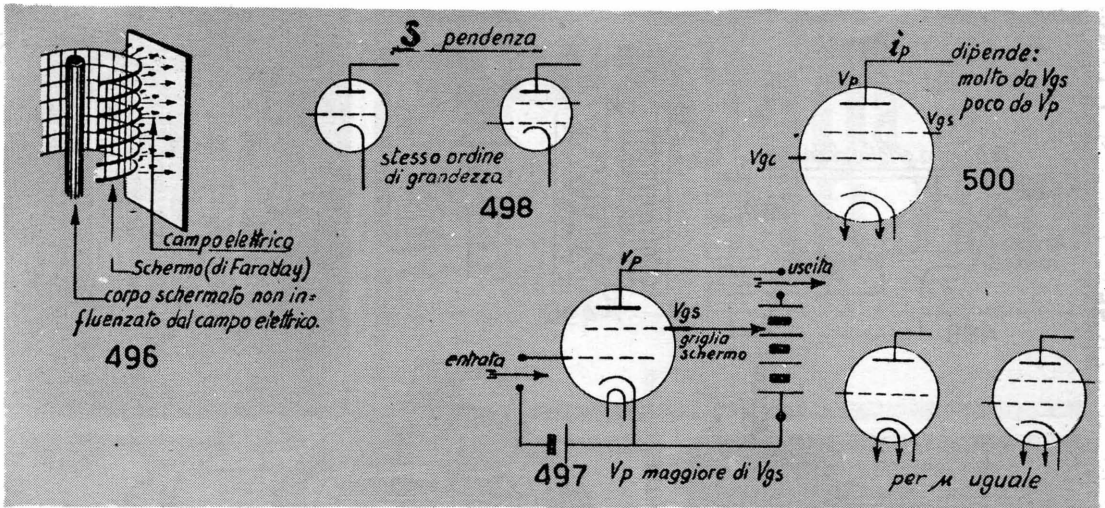 campo elettrico
Schermo (di Faraday)
corpo schermato non in=
fluenzato dal campo elettrico.
496
S pendenza
stesso ordine
di grandezza
498
ip
dipende:
molto da Vgs
poco da Vp
Vp
Vgs
Vgc
500
Vp
uscita
Vgs
griglia
schermo
entrata
497
Vp maggiore di Vgs
per µ uguale